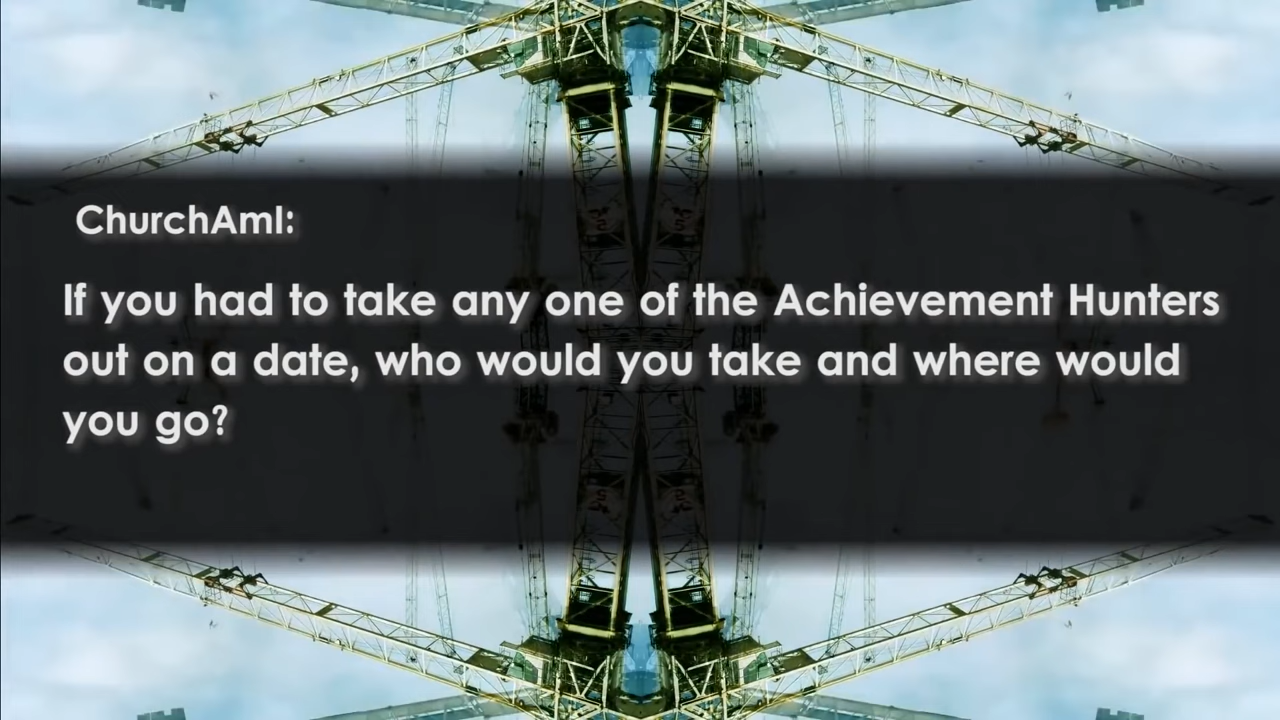 ChurchAmI:
If you had to take any one of the Achievement Hunters
out on a date, who would you take and where would
you go?